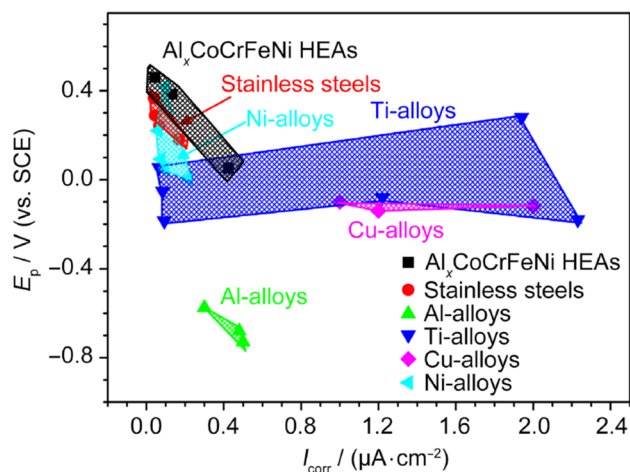 AlₓCoCrFeNi HEAs
Stainless steels
Ni-alloys
Ti-alloys
Cu-alloys
Al-alloys
AlₓCoCrFeNi HEAs
Stainless steels
Al-alloys
Ti-alloys
Cu-alloys
Ni-alloys
Eₚ / V (vs. SCE)
0.4
0.0
−0.4
−0.8
0.0 0.4 0.8 1.2 1.6 2.0 2.4
I_corr / (μA·cm⁻²)